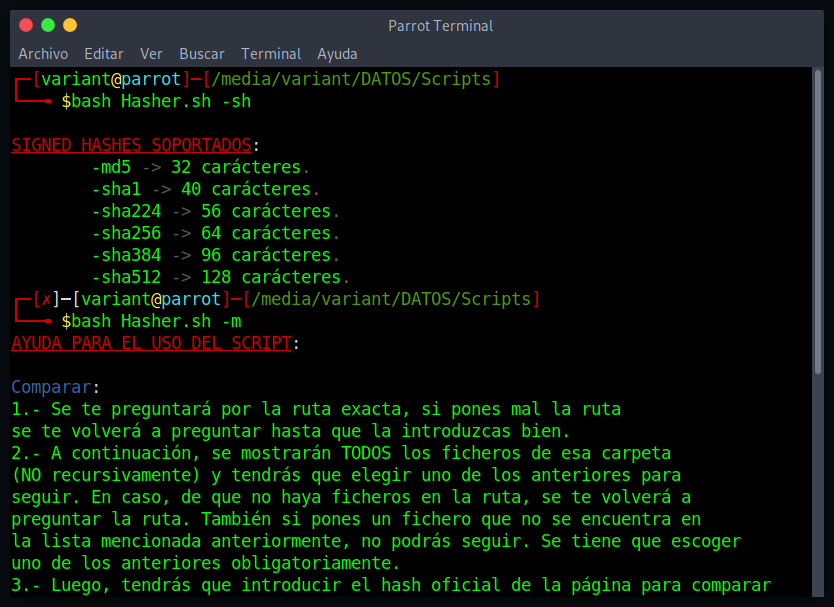 Parrot Terminal
Archivo Editar Ver Buscar Terminal Ayuda
┌─[variant@parrot]─[/media/variant/DATOS/Scripts]
└──╼ $bash Hasher.sh -sh
SIGNED HASHES SOPORTADOS:
-md5 -> 32 carácteres.
-sha1 -> 40 carácteres.
-sha224 -> 56 carácteres.
-sha256 -> 64 carácteres.
-sha384 -> 96 carácteres.
-sha512 -> 128 carácteres.
┌─[✗]─[variant@parrot]─[/media/variant/DATOS/Scripts]
└──╼ $bash Hasher.sh -m
AYUDA PARA EL USO DEL SCRIPT:
Comparar:
1.- Se te preguntará por la ruta exacta, si pones mal la ruta
se te volverá a preguntar hasta que la introduzcas bien.
2.- A continuación, se mostrarán TODOS los ficheros de esa carpeta
(NO recursivamente) y tendrás que elegir uno de los anteriores para
seguir. En caso, de que no haya ficheros en la ruta, se te volverá a
preguntar la ruta. También si pones un fichero que no se encuentra en
la lista mencionada anteriormente, no podrás seguir. Se tiene que escoger
uno de los anteriores obligatoriamente.
3.- Luego, tendrás que introducir el hash oficial de la página para comparar